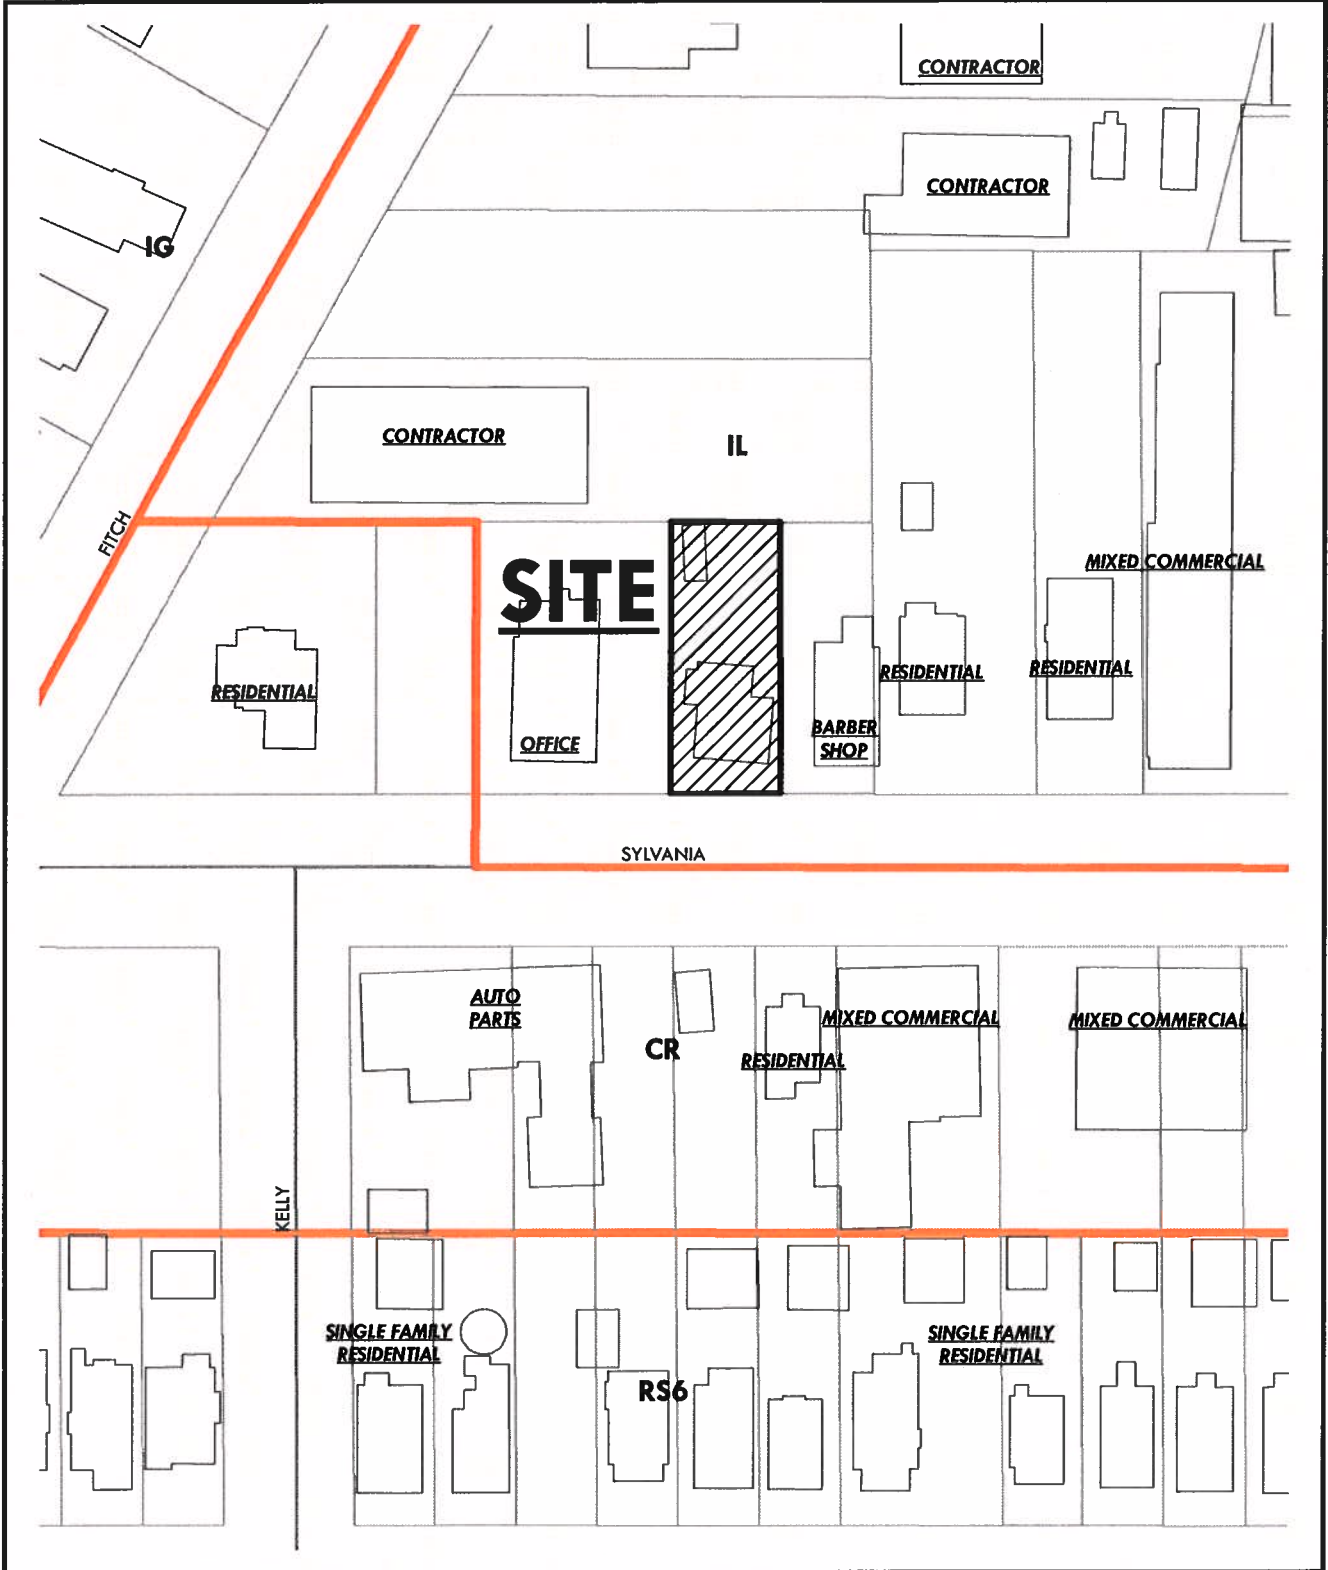 CONTRACTOR
CONTRACTOR
IG
CONTRACTOR
IL
FITCH
SITE
MIXED COMMERCIAL
RESIDENTIAL
RESIDENTIAL
RESIDENTIAL
OFFICE
BARBER
SHOP
SYLVANIA
AUTO
PARTS
MIXED COMMERCIAL
MIXED COMMERCIAL
CR
RESIDENTIAL
KELLY
SINGLE FAMILY
RESIDENTIAL
SINGLE FAMILY
RESIDENTIAL
RS6